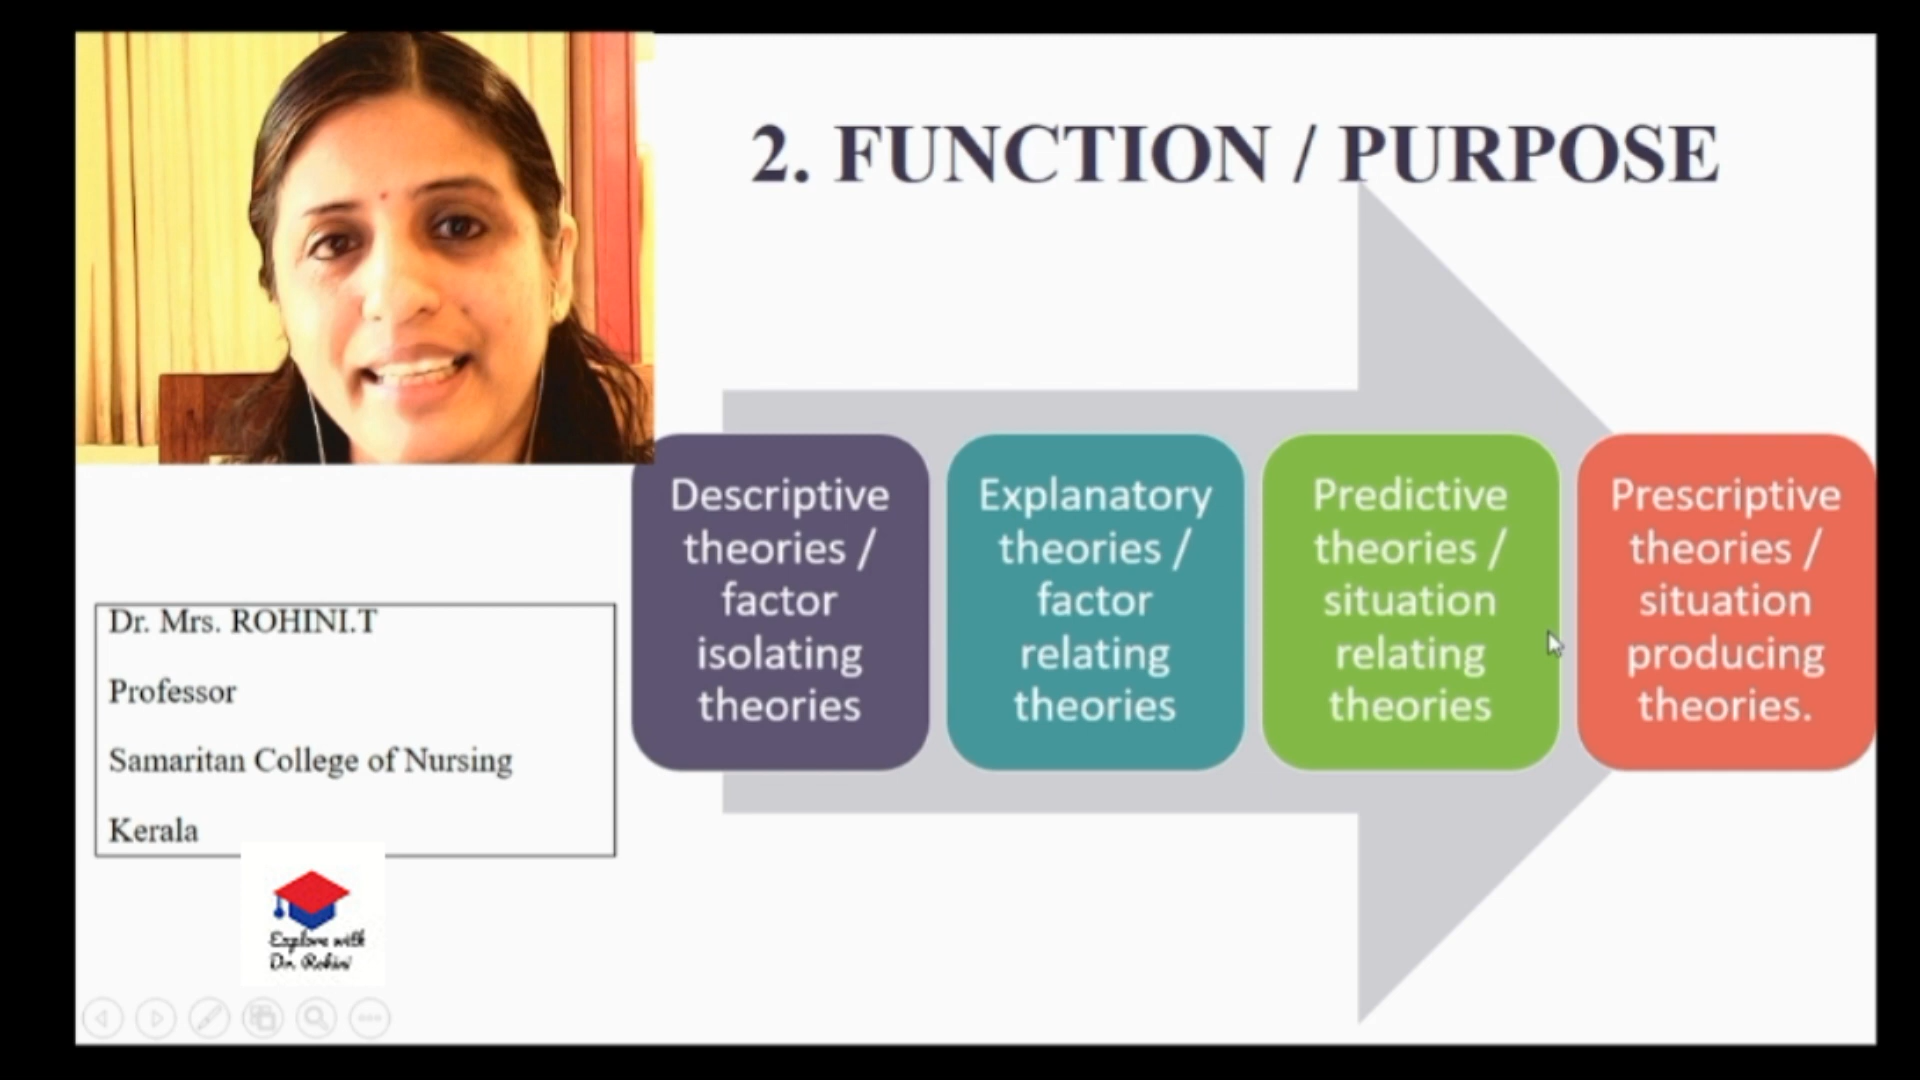 2. FUNCTION / PURPOSE
Descriptive
theories /
factor
isolating
theories
Explanatory
theories /
factor
relating
theories
Predictive
theories /
situation
relating
theories
Prescriptive
theories /
situation
producing
theories.
Dr. Mrs. ROHINI.T
Professor
Samaritan College of Nursing
Kerala
Explore with
Dr. Rohini